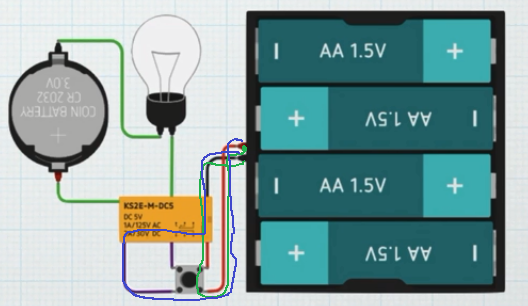 COIN BATTERY
CR 2032
3.0V
I AA 1.5V +
+ AA 1.5V I
I AA 1.5V +
+ AA 1.5V I
KS2E-M-DC5
DC 5V
1A/125V AC
30V DC